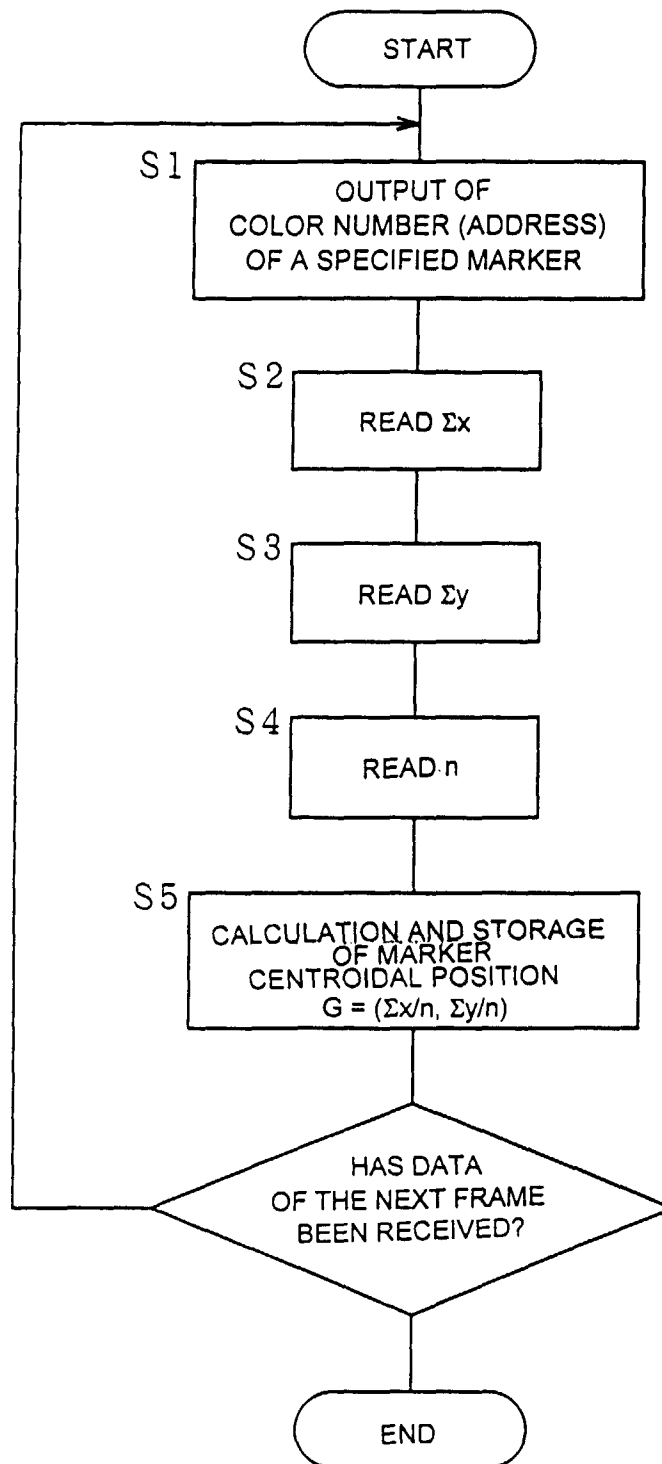 START
S1
OUTPUT OF
COLOR NUMBER (ADDRESS)
OF A SPECIFIED MARKER
S2
READ Σx
S3
READ Σy
S4
READ n
S5
CALCULATION AND STORAGE
OF MARKER
CENTROIDAL POSITION
G = (Σx/n, Σy/n)
HAS DATA
OF THE NEXT FRAME
BEEN RECEIVED?
END